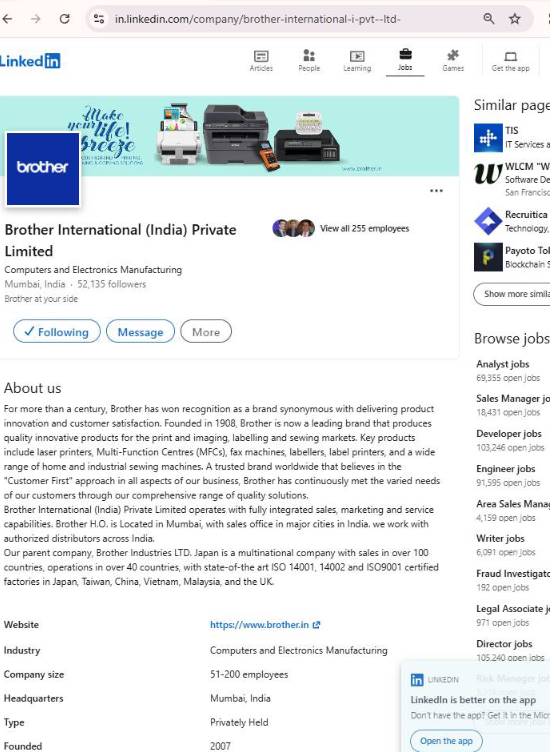 in.linkedin.com/company/brother-international-i-pvt--ltd-
Linked in
Articles
People
Learning
Jobs
Games
Get the app
Make
your life!
Breeze
www.brother.in
brother
Brother International (India) Private
Limited
View all 255 employees
Computers and Electronics Manufacturing
Mumbai, India · 52,135 followers
Brother at your side
Following
Message
More
About us
For more than a century, Brother has won recognition as a brand synonymous with delivering product
innovation and customer satisfaction. Founded in 1908, Brother is now a leading brand that produces
quality innovative products for the print and imaging, labelling and sewing markets. Key products
include laser printers, Multi-Function Centres (MFCs), fax machines, labellers, label printers, and a wide
range of home and industrial sewing machines. A trusted brand worldwide that believes in the
"Customer First" approach in all aspects of our business, Brother has continuously met the varied needs
of our customers through our comprehensive range of quality solutions.
Brother International (India) Private Limited operates with fully integrated sales, marketing and service
capabilities. Brother H.O. is Located in Mumbai, with sales office in major cities in India. we work with
authorized distributors across India.
Our parent company, Brother Industries LTD. Japan is a multinational company with sales in over 100
countries, operations in over 40 countries, with state-of-the art ISO 14001, 14002 and ISO9001 certified
factories in Japan, Taiwan, China, Vietnam, Malaysia, and the UK.
Website https://www.brother.in
Industry Computers and Electronics Manufacturing
Company size 51-200 employees
Headquarters Mumbai, India
Type Privately Held
Founded 2007
Similar page
TIS
IT Services a
WLCM "W
Software De
San Francisc
Recruitica
Technology,
Payoto Tok
Blockchain S
Show more simila
Browse jobs
Analyst jobs
69,355 open jobs
Sales Manager jo
18,431 open jobs
Developer jobs
103,246 open jobs
Engineer jobs
91,595 open jobs
Area Sales Manag
4,159 open jobs
Writer jobs
6,091 open jobs
Fraud Investigato
192 open jobs
Legal Associate j
971 open jobs
Director jobs
105,240 open jobs
Risk Manager jo
LINKEDIN
LinkedIn is better on the app
Don't have the app? Get it in the Micr
Open the app